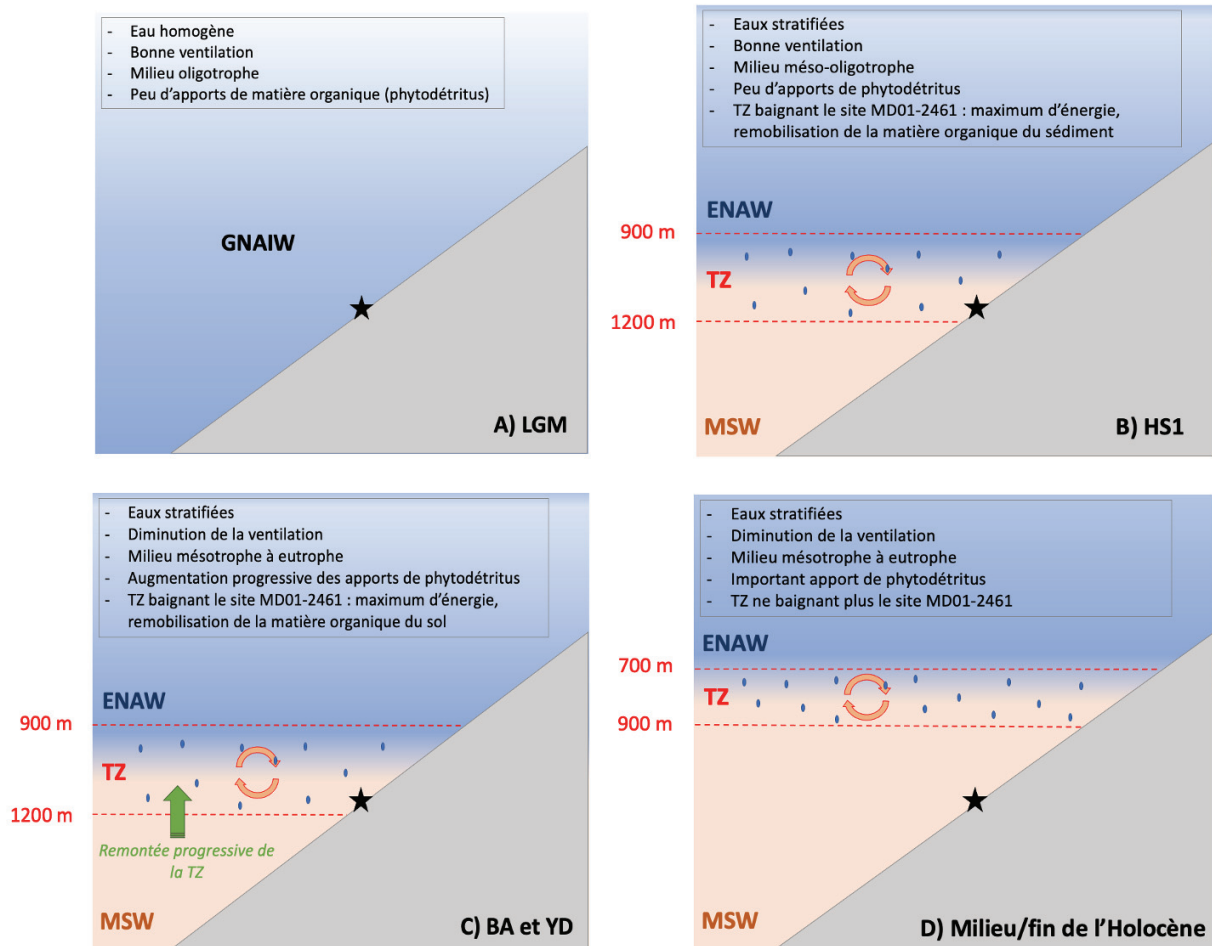 - Eau homogène
- Bonne ventilation
- Milieu oligotrophe
- Peu d'apports de matière organique (phytodétritus)
GNAIW
A) LGM
- Eaux stratifiées
- Bonne ventilation
- Milieu méso-oligotrophe
- Peu d'apports de phytodétritus
- TZ baignant le site MD01-2461 : maximum d'énergie,
remobilisation de la matière organique du sédiment
ENAW
900 m
TZ
1200 m
MSW
B) HS1
- Eaux stratifiées
- Diminution de la ventilation
- Milieu mésotrophe à eutrophe
- Augmentation progressive des apports de phytodétritus
- TZ baignant le site MD01-2461 : maximum d'énergie,
remobilisation de la matière organique du sol
ENAW
900 m
TZ
1200 m
Remontée progressive de
la TZ
MSW
C) BA et YD
- Eaux stratifiées
- Diminution de la ventilation
- Milieu mésotrophe à eutrophe
- Important apport de phytodétritus
- TZ ne baignant plus le site MD01-2461
ENAW
700 m
TZ
900 m
MSW
D) Milieu/fin de l'Holocène